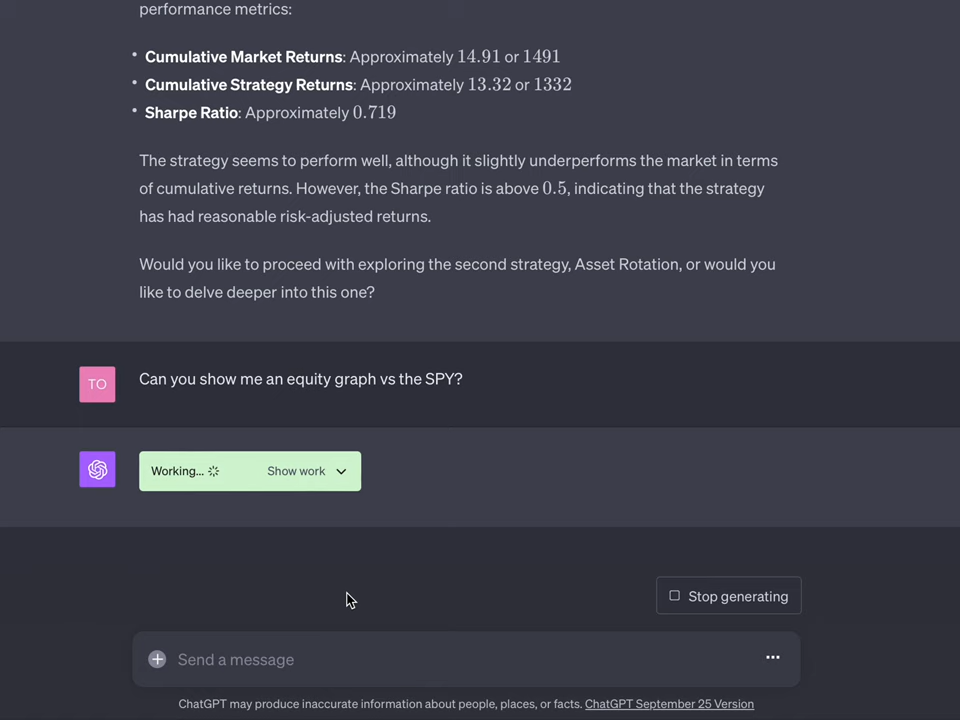 performance metrics:
• Cumulative Market Returns: Approximately 14.91 or 1491
• Cumulative Strategy Returns: Approximately 13.32 or 1332
• Sharpe Ratio: Approximately 0.719
The strategy seems to perform well, although it slightly underperforms the market in terms
of cumulative returns. However, the Sharpe ratio is above 0.5, indicating that the strategy
has had reasonable risk-adjusted returns.
Would you like to proceed with exploring the second strategy, Asset Rotation, or would you
like to delve deeper into this one?
TO Can you show me an equity graph vs the SPY?
Working... Show work
Stop generating
Send a message
ChatGPT may produce inaccurate information about people, places, or facts. ChatGPT September 25 Version